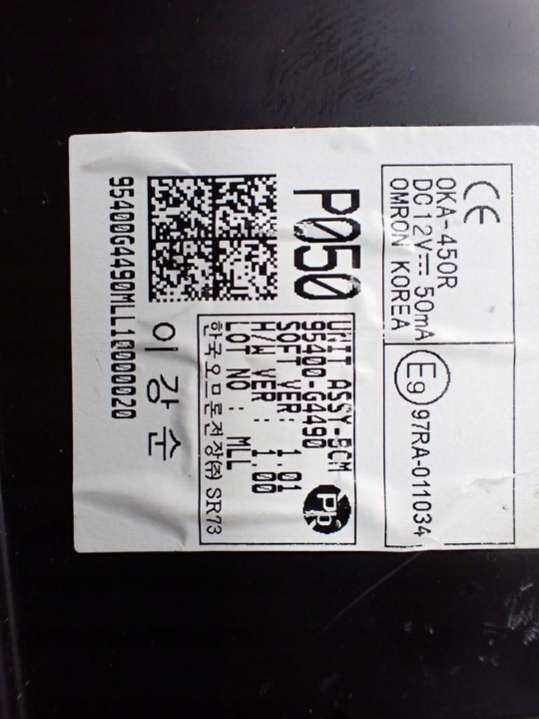 CE
OKA-450R
DC 12V⎓ 50mA
OMRON KOREA
E9 97RA-011034
P050
UNIT ASSY-BCM
95400-G4490
SOFT VER: 1.01
H/W VER : 1.00
LOT NO : MLL
한국오므론전장(주) SR73
Pb
이강순